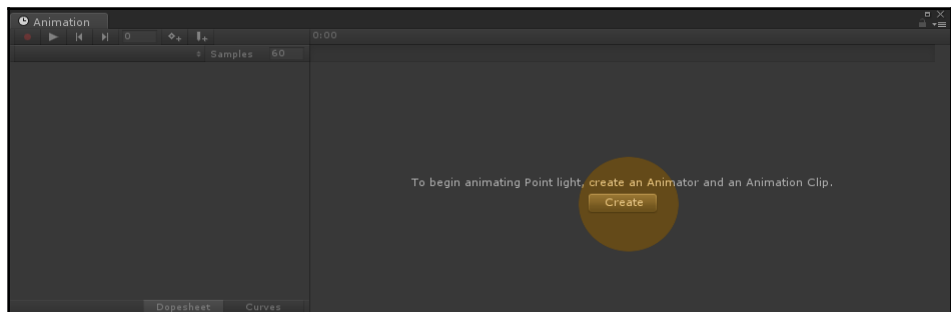 Animation
0 0:00
Samples 60
To begin animating Point light, create an Animator and an Animation Clip.
Create
Dopesheet Curves